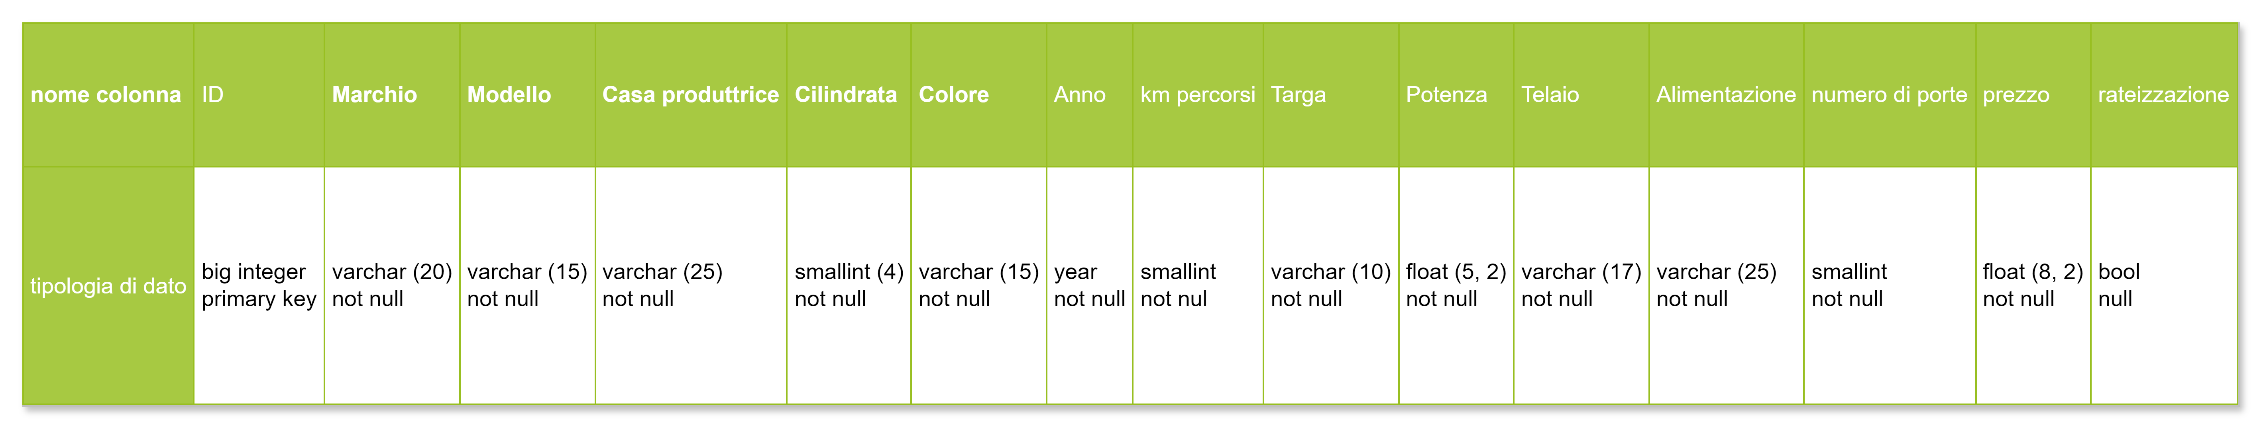 nome colonna ID Marchio Modello Casa produttrice Cilindrata Colore Anno km percorsi Targa Potenza Telaio Alimentazione numero di porte prezzo rateizzazione
tipologia di dato
big integer
primary key
varchar (20)
not null
varchar (15)
not null
varchar (25)
not null
smallint (4)
not null
varchar (15)
not null
year
not null
smallint
not nul
varchar (10)
not null
float (5, 2)
not null
varchar (17)
not null
varchar (25)
not null
smallint
not null
float (8, 2)
not null
bool
null